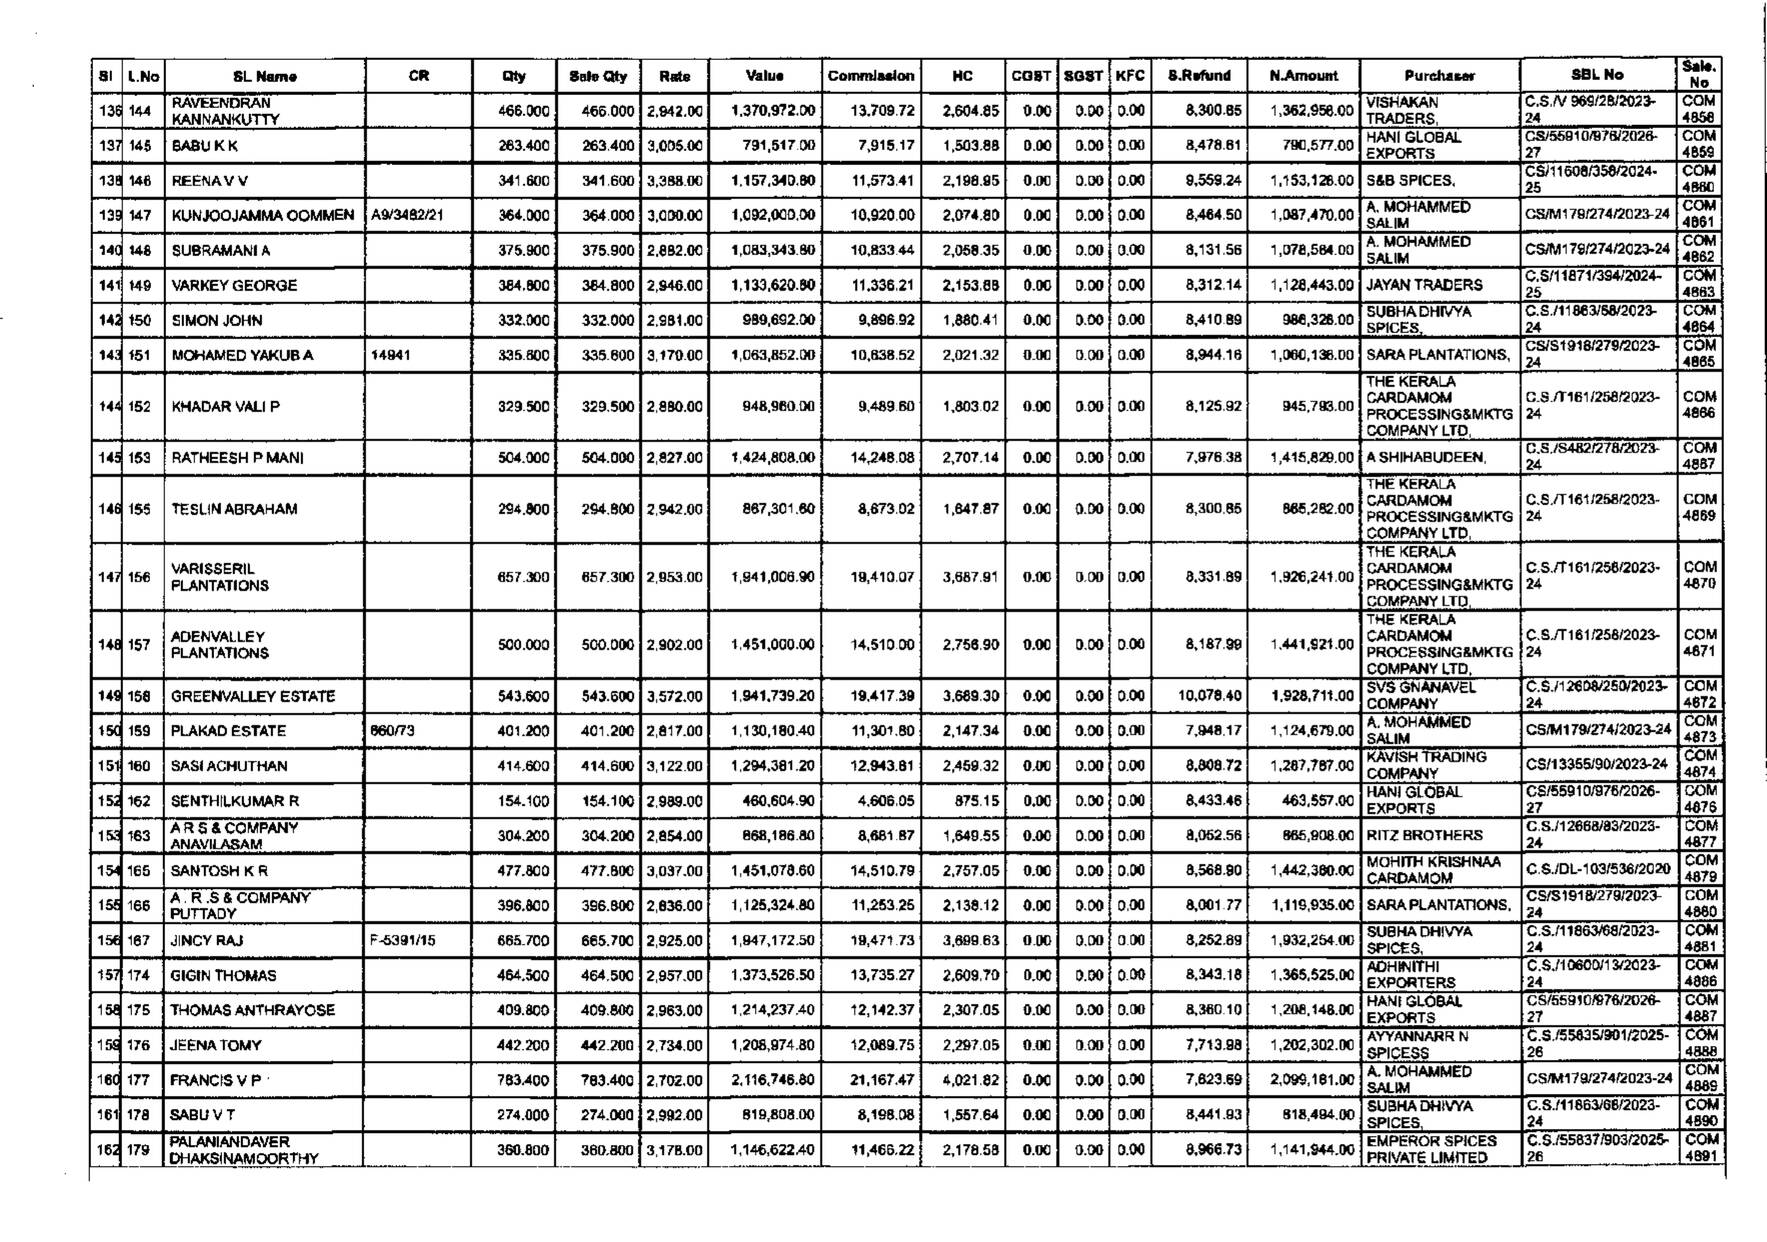 Sl L.No SL Name CR Qty Sale Qty Rate Value Commission HC CGST SGST KFC S.Refund N.Amount Purchaser SBL No Sale. No
136 144 RAVEENDRAN KANNANKUTTY 466.000 466.000 2,942.00 1,370,972.00 13,709.72 2,604.85 0.00 0.00 0.00 8,300.65 1,362,958.00 VISHAKAN TRADERS, C.S./V 969/28/2023-24 COM 4858
137 145 BABU K K 263.400 263.400 3,005.00 791,517.00 7,915.17 1,503.88 0.00 0.00 0.00 8,478.61 790,577.00 HANI GLOBAL EXPORTS CS/55910/976/2026-27 COM 4859
138 146 REENA V V 341.600 341.600 3,388.00 1,157,340.80 11,573.41 2,198.95 0.00 0.00 0.00 9,559.24 1,153,128.00 S&B SPICES, CS/11608/358/2024-25 COM 4860
139 147 KUNJOOJAMMA OOMMEN A9/3482/21 364.000 364.000 3,000.00 1,092,000.00 10,920.00 2,074.80 0.00 0.00 0.00 8,464.50 1,087,470.00 A. MOHAMMED SALIM CS/M179/274/2023-24 COM 4861
140 148 SUBRAMANI A 375.900 375.900 2,882.00 1,083,343.80 10,833.44 2,058.35 0.00 0.00 0.00 8,131.56 1,078,584.00 A. MOHAMMED SALIM CS/M179/274/2023-24 COM 4862
141 149 VARKEY GEORGE 384.800 384.800 2,946.00 1,133,620.80 11,336.21 2,153.88 0.00 0.00 0.00 8,312.14 1,128,443.00 JAYAN TRADERS C.S/11871/394/2024-25 COM 4863
142 150 SIMON JOHN 332.000 332.000 2,981.00 989,692.00 9,896.92 1,880.41 0.00 0.00 0.00 8,410.89 986,326.00 SUBHA DHIVYA SPICES, C.S./11863/68/2023-24 COM 4864
143 151 MOHAMED YAKUB A 14941 335.600 335.600 3,170.00 1,063,852.00 10,638.52 2,021.32 0.00 0.00 0.00 8,944.16 1,060,136.00 SARA PLANTATIONS, CS/S1918/279/2023-24 COM 4865
144 152 KHADAR VALI P 329.500 329.500 2,880.00 948,960.00 9,489.60 1,803.02 0.00 0.00 0.00 8,125.92 945,793.00 THE KERALA CARDAMOM PROCESSING&MKTG COMPANY LTD, C.S./T161/258/2023-24 COM 4866
145 153 RATHEESH P MANI 504.000 504.000 2,827.00 1,424,808.00 14,248.08 2,707.14 0.00 0.00 0.00 7,976.38 1,415,829.00 A SHIHABUDEEN, C.S./S482/278/2023-24 COM 4867
146 155 TESLIN ABRAHAM 294.800 294.800 2,942.00 867,301.60 8,673.02 1,647.87 0.00 0.00 0.00 8,300.65 865,282.00 THE KERALA CARDAMOM PROCESSING&MKTG COMPANY LTD, C.S./T161/258/2023-24 COM 4869
147 156 VARISSERIL PLANTATIONS 657.300 657.300 2,953.00 1,941,006.90 19,410.07 3,687.91 0.00 0.00 0.00 8,331.69 1,926,241.00 THE KERALA CARDAMOM PROCESSING&MKTG COMPANY LTD, C.S./T161/258/2023-24 COM 4870
148 157 ADENVALLEY PLANTATIONS 500.000 500.000 2,902.00 1,451,000.00 14,510.00 2,756.90 0.00 0.00 0.00 8,187.99 1,441,921.00 THE KERALA CARDAMOM PROCESSING&MKTG COMPANY LTD, C.S./T161/258/2023-24 COM 4871
149 158 GREENVALLEY ESTATE 543.600 543.600 3,572.00 1,941,739.20 19,417.39 3,689.30 0.00 0.00 0.00 10,078.40 1,928,711.00 SVS GNANAVEL COMPANY C.S./12608/250/2023-24 COM 4872
150 159 PLAKAD ESTATE 860/73 401.200 401.200 2,817.00 1,130,180.40 11,301.80 2,147.34 0.00 0.00 0.00 7,948.17 1,124,679.00 A. MOHAMMED SALIM CS/M179/274/2023-24 COM 4873
151 160 SASI ACHUTHAN 414.600 414.600 3,122.00 1,294,381.20 12,943.81 2,459.32 0.00 0.00 0.00 8,808.72 1,287,787.00 KAVISH TRADING COMPANY CS/13355/90/2023-24 COM 4874
152 162 SENTHILKUMAR R 154.100 154.100 2,989.00 460,604.90 4,606.05 875.15 0.00 0.00 0.00 8,433.46 463,557.00 HANI GLOBAL EXPORTS CS/55910/976/2026-27 COM 4876
153 163 A R S & COMPANY ANAVILASAM 304.200 304.200 2,854.00 868,186.80 8,681.87 1,649.55 0.00 0.00 0.00 8,052.56 865,908.00 RITZ BROTHERS C.S./12668/83/2023-24 COM 4877
154 165 SANTOSH K R 477.800 477.800 3,037.00 1,451,078.60 14,510.79 2,757.05 0.00 0.00 0.00 8,568.90 1,442,380.00 MOHITH KRISHNAA CARDAMOM C.S./DL-103/536/2020 COM 4879
155 166 A . R .S & COMPANY PUTTADY 396.800 396.800 2,836.00 1,125,324.80 11,253.25 2,138.12 0.00 0.00 0.00 8,001.77 1,119,935.00 SARA PLANTATIONS, CS/S1918/279/2023-24 COM 4880
156 167 JINCY RAJ F-5391/15 665.700 665.700 2,925.00 1,947,172.50 19,471.73 3,699.63 0.00 0.00 0.00 8,252.89 1,932,254.00 SUBHA DHIVYA SPICES, C.S./11863/68/2023-24 COM 4881
157 174 GIGIN THOMAS 464.500 464.500 2,957.00 1,373,526.50 13,735.27 2,609.70 0.00 0.00 0.00 8,343.18 1,365,525.00 ADHINITHI EXPORTERS C.S./10600/13/2023-24 COM 4886
158 175 THOMAS ANTHRAYOSE 409.800 409.800 2,963.00 1,214,237.40 12,142.37 2,307.05 0.00 0.00 0.00 8,360.10 1,208,148.00 HANI GLOBAL EXPORTS CS/55910/976/2026-27 COM 4887
159 176 JEENA TOMY 442.200 442.200 2,734.00 1,208,974.80 12,089.75 2,297.05 0.00 0.00 0.00 7,713.98 1,202,302.00 AYYANNARR N SPICESS C.S./55635/901/2025-26 COM 4888
160 177 FRANCIS V P 783.400 783.400 2,702.00 2,116,746.80 21,167.47 4,021.82 0.00 0.00 0.00 7,623.69 2,099,181.00 A. MOHAMMED SALIM CS/M179/274/2023-24 COM 4889
161 178 SABU V T 274.000 274.000 2,992.00 819,808.00 8,198.08 1,557.64 0.00 0.00 0.00 8,441.93 818,494.00 SUBHA DHIVYA SPICES, C.S./11863/68/2023-24 COM 4890
162 179 PALANIANDAVER DHAKSINAMOORTHY 360.800 360.800 3,178.00 1,146,622.40 11,466.22 2,178.58 0.00 0.00 0.00 8,966.73 1,141,944.00 EMPEROR SPICES PRIVATE LIMITED C.S./55837/903/2025-26 COM 4891